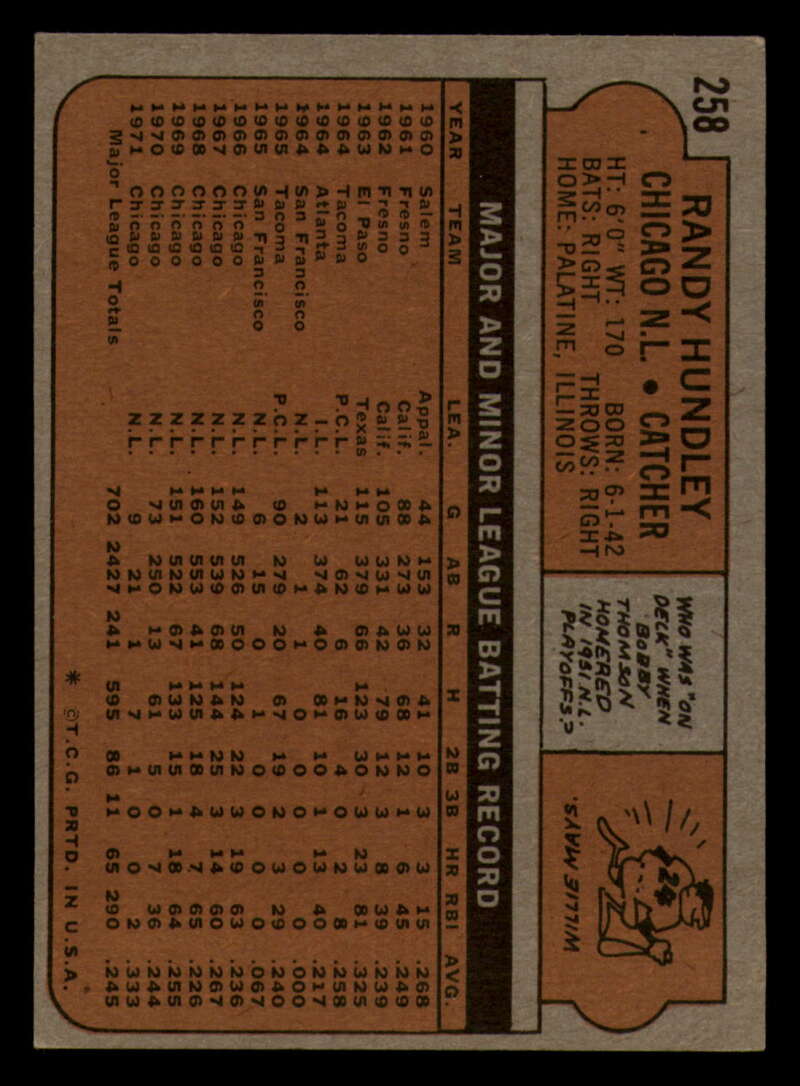 258
RANDY HUNDLEY
CHICAGO N.L. • CATCHER
HT: 6'0" WT: 170 BORN: 6-1-42
BATS: RIGHT THROWS: RIGHT
HOME: PALATINE, ILLINOIS
WHO WAS "ON
DECK" WHEN
BOBBY
THOMSON
HOMERED
IN 1951 N.L.
PLAYOFFS?
24
WILLIE MAYS.
MAJOR AND MINOR LEAGUE BATTING RECORD
YEAR TEAM LEA. G AB R H 2B 3B HR RBI AVG.
1960 Salem Appal. 44 153 32 41 10 3 3 15 .268
1961 Fresno Calif. 88 273 36 68 12 1 6 45 .249
1962 Fresno Calif. 105 331 42 79 12 3 8 39 .239
1963 El Paso Texas 115 379 66 123 30 3 23 81 .325
1964 Tacoma P.C.L. 21 62 6 16 4 0 2 8 .258
1964 Atlanta I.L. 113 374 40 81 10 1 13 40 .217
1964 San Francisco N.L. 2 1 1 0 0 0 0 0 .000
1965 Tacoma P.C.L. 90 279 20 67 19 2 3 29 .240
1965 San Francisco N.L. 6 15 0 1 0 0 0 0 .067
1966 Chicago N.L. 149 526 50 124 22 3 19 63 .236
1967 Chicago N.L. 152 539 68 144 25 3 14 60 .267
1968 Chicago N.L. 160 553 41 125 18 4 7 65 .226
1969 Chicago N.L. 151 522 67 133 15 1 18 64 .255
1970 Chicago N.L. 73 250 13 61 5 0 7 36 .244
1971 Chicago N.L. 9 21 1 7 1 0 0 2 .333
Major League Totals 702 2427 241 595 86 11 65 290 .245
* ©T.C.G. PRTD. IN U.S.A.